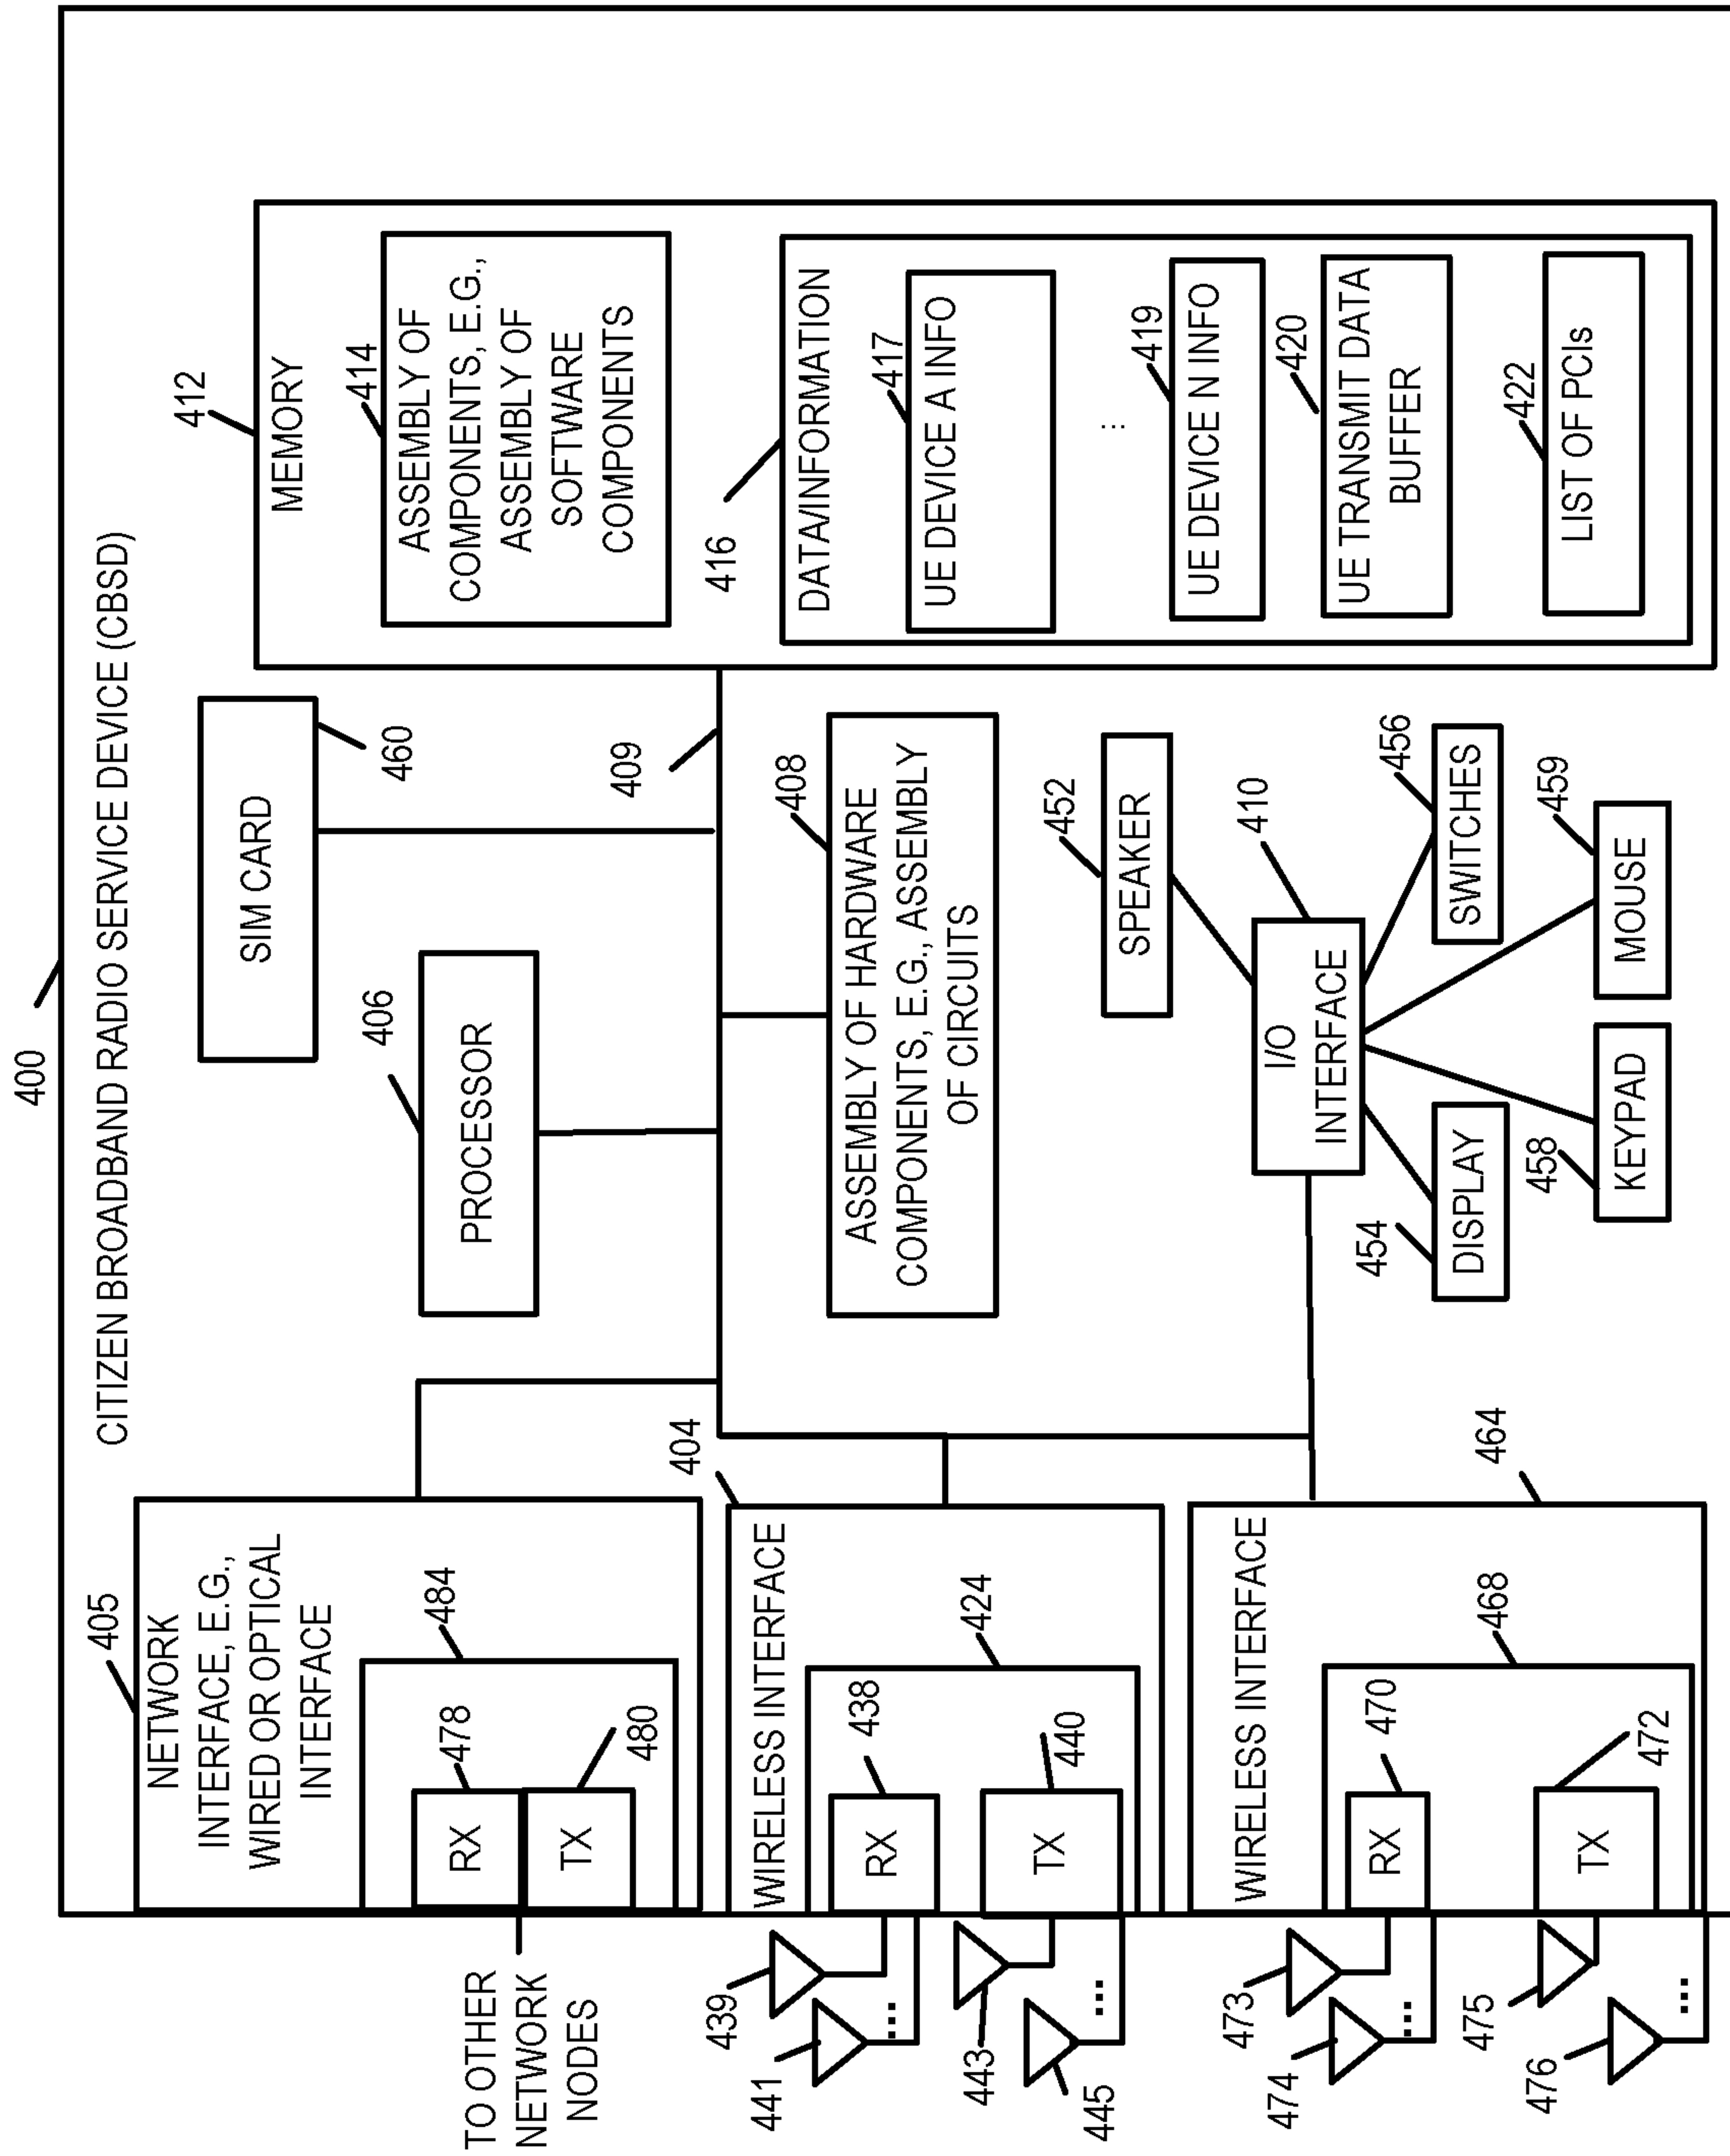 400
CITIZEN BROADBAND RADIO SERVICE DEVICE (CBSD)
405
NETWORK
INTERFACE, E.G.,
WIRED OR OPTICAL
INTERFACE
484
478
RX
TX
480
TO OTHER
NETWORK
NODES
404
WIRELESS INTERFACE
424
438
RX
440
TX
439
441
...
443
445
...
464
WIRELESS INTERFACE
468
470
RX
472
TX
473
474
...
475
476
...
SIM CARD
460
406
PROCESSOR
409
408
ASSEMBLY OF HARDWARE
COMPONENTS, E.G., ASSEMBLY
OF CIRCUITS
452
SPEAKER
410
I/O
INTERFACE
454
DISPLAY
456
SWITCHES
458
KEYPAD
459
MOUSE
412
MEMORY
414
ASSEMBLY OF
COMPONENTS, E.G.,
ASSEMBLY OF
SOFTWARE
COMPONENTS
416
DATA/INFORMATION
417
UE DEVICE A INFO
...
419
UE DEVICE N INFO
420
UE TRANSMIT DATA
BUFFER
422
LIST OF PCIs